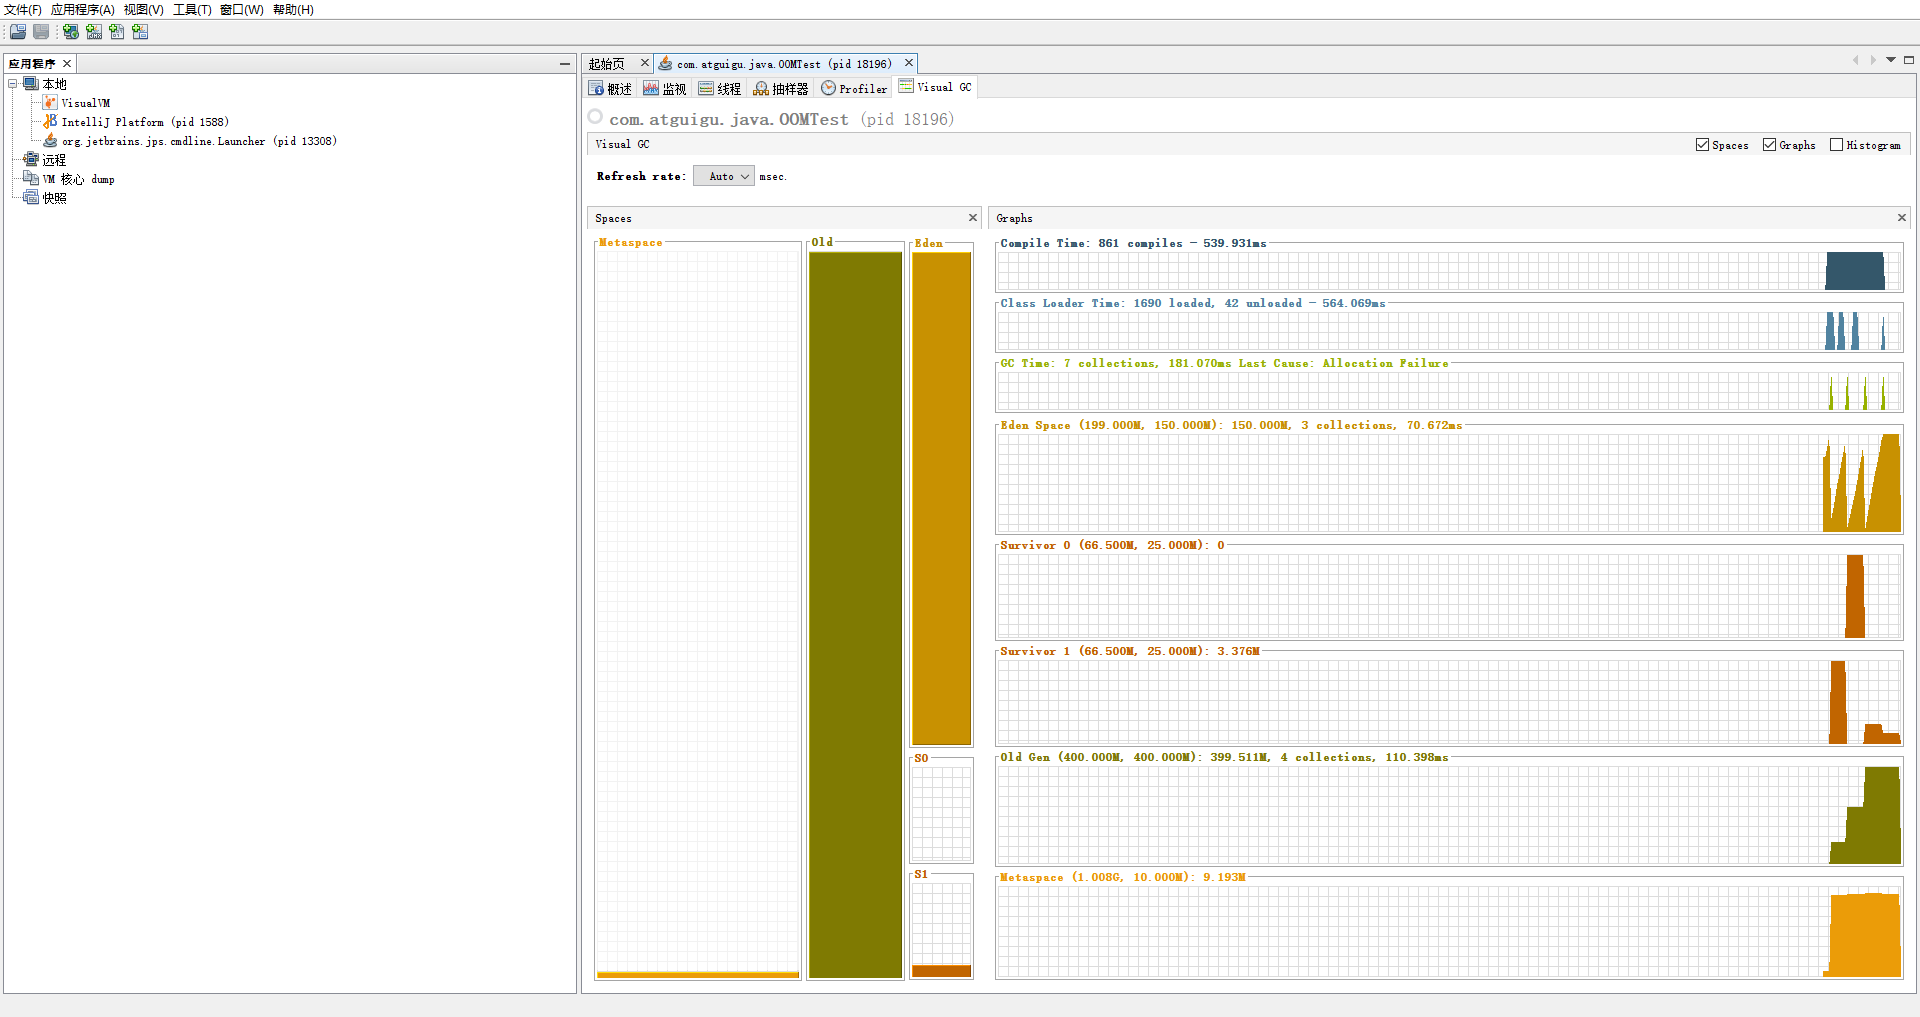 文件(F) 应用程序(A) 视图(V) 工具(T) 窗口(W) 帮助(H)
应用程序
本地
VisualVM
IntelliJ Platform (pid 1588)
org.jetbrains.jps.cmdline.Launcher (pid 13308)
远程
VM 核心 dump
快照
起始页 com.atguigu.java.OOMTest (pid 18196)
概述 监视 线程 抽样器 Profiler Visual GC
com.atguigu.java.OOMTest (pid 18196)
Visual GC Spaces Graphs Histogram
Refresh rate: Auto msec.
Spaces
Metaspace Old Eden
S0
S1
Graphs
Compile Time: 861 compiles - 539.931ms
Class Loader Time: 1690 loaded, 42 unloaded - 564.069ms
GC Time: 7 collections, 181.070ms Last Cause: Allocation Failure
Eden Space (199.000M, 150.000M): 150.000M, 3 collections, 70.672ms
Survivor 0 (66.500M, 25.000M): 0
Survivor 1 (66.500M, 25.000M): 3.376M
Old Gen (400.000M, 400.000M): 399.511M, 4 collections, 110.398ms
Metaspace (1.008G, 10.000M): 9.193M